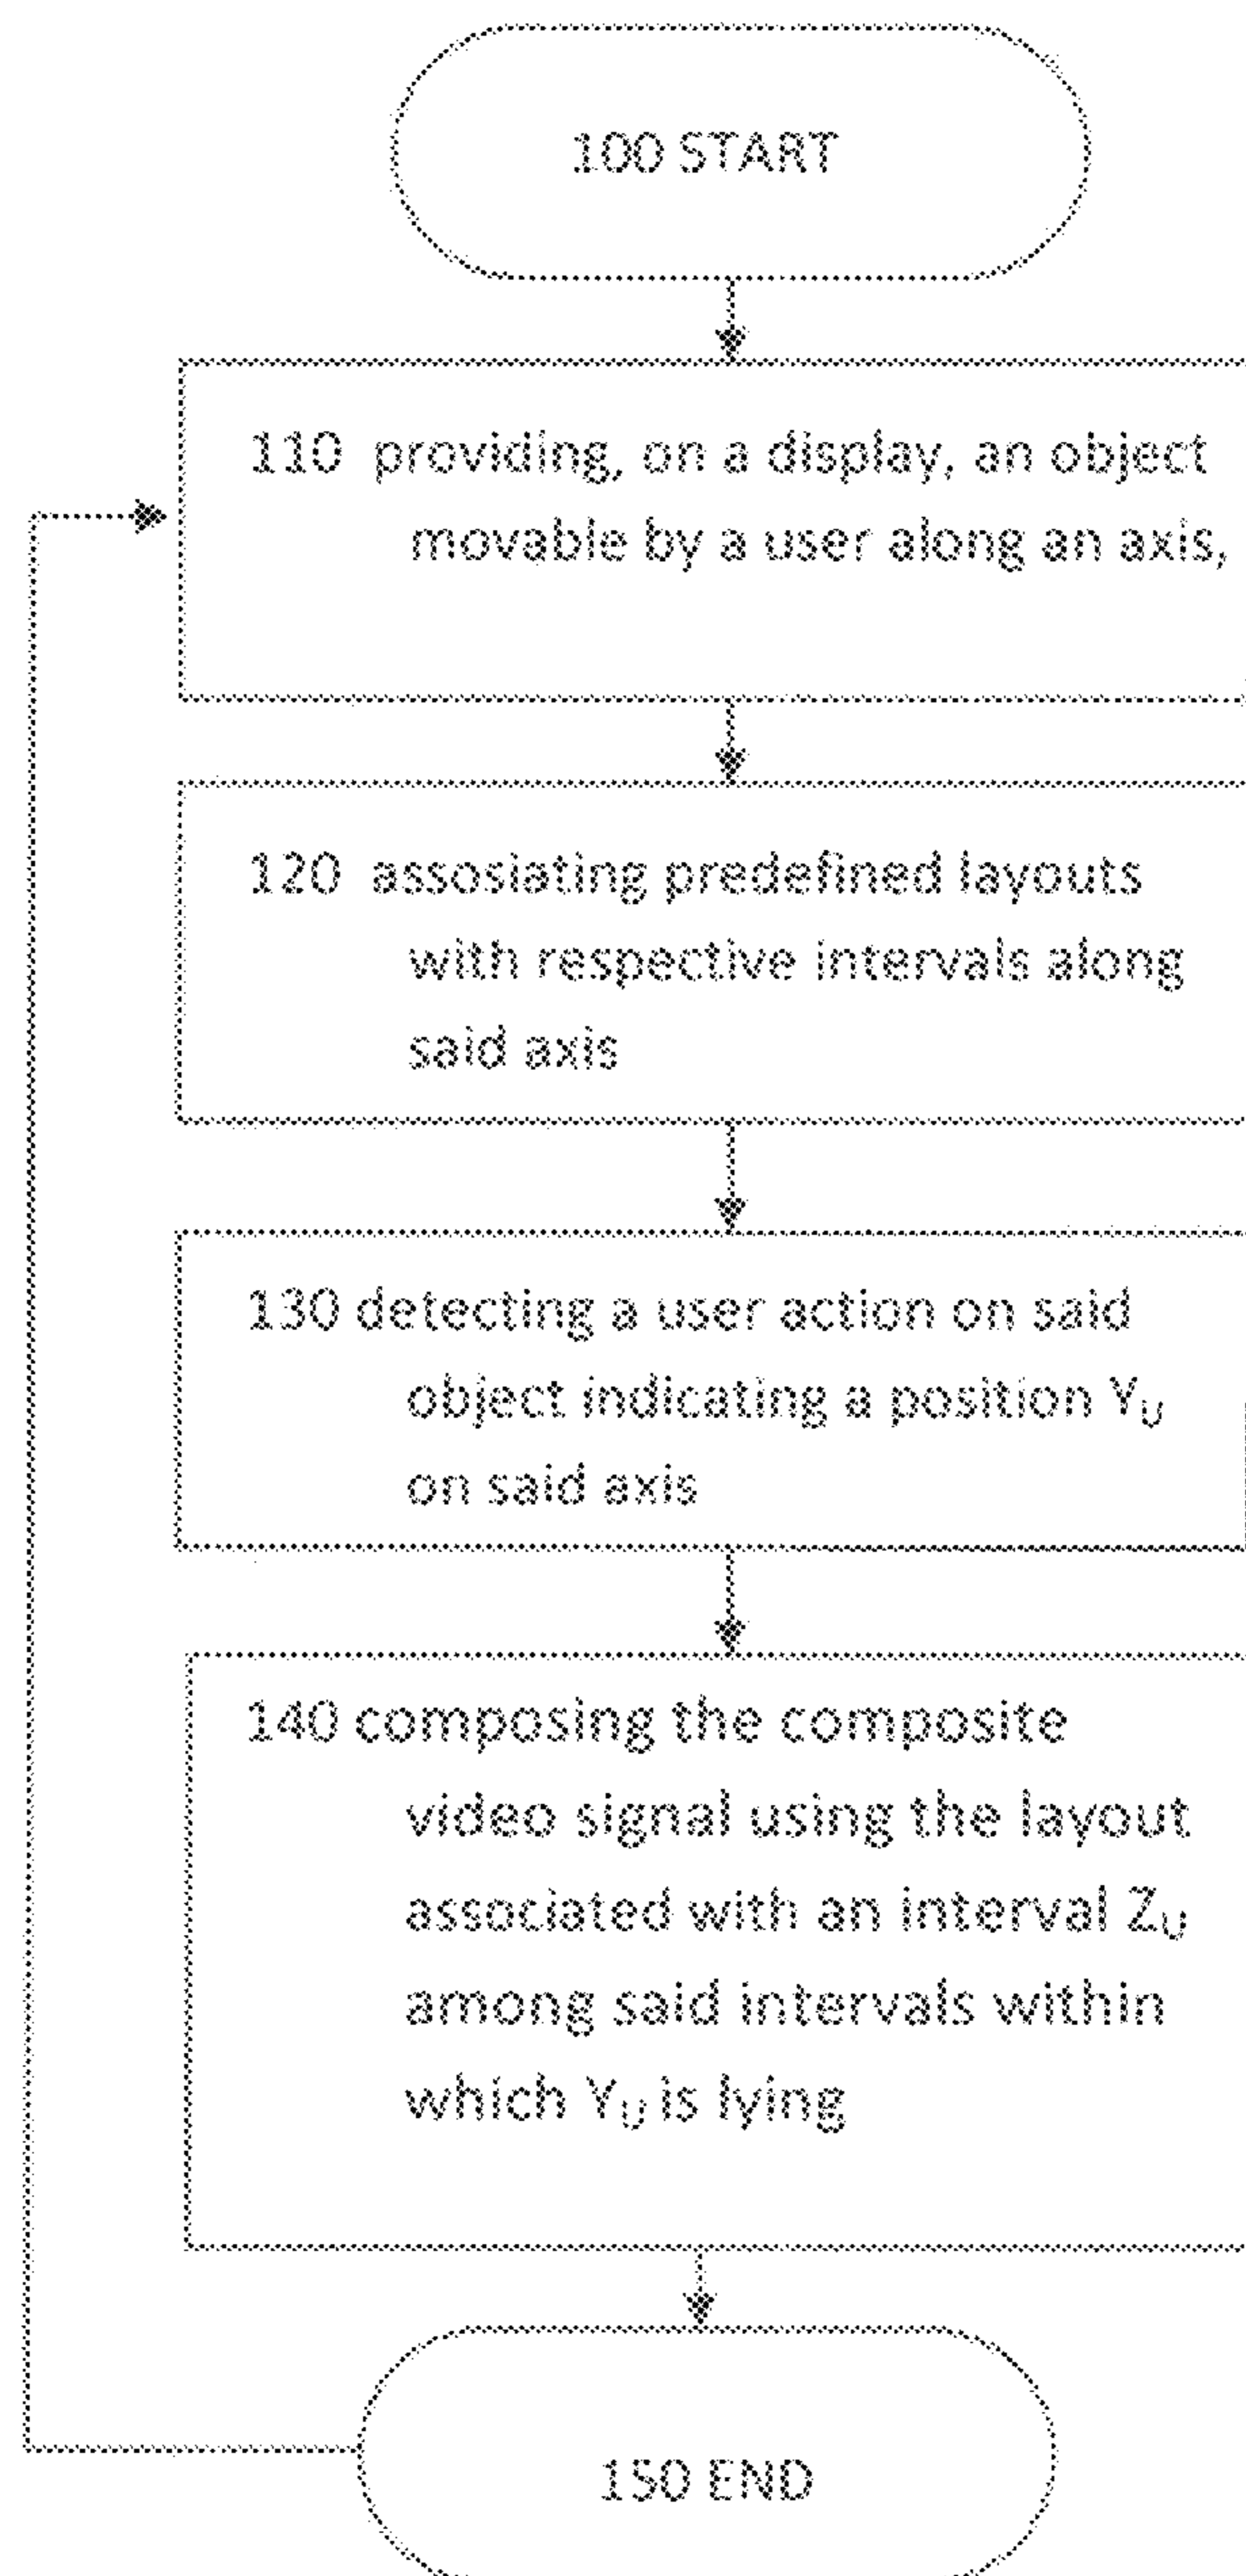 100 START
110 providing, on a display, an object
movable by a user along an axis,
120 assosiating predefined layouts
with respective intervals along
said axis
130 detecting a user action on said
object indicating a position Y_U
on said axis
140 composing the composite
video signal using the layout
associated with an interval Z_U
among said intervals within
which Y_U is lying
150 END